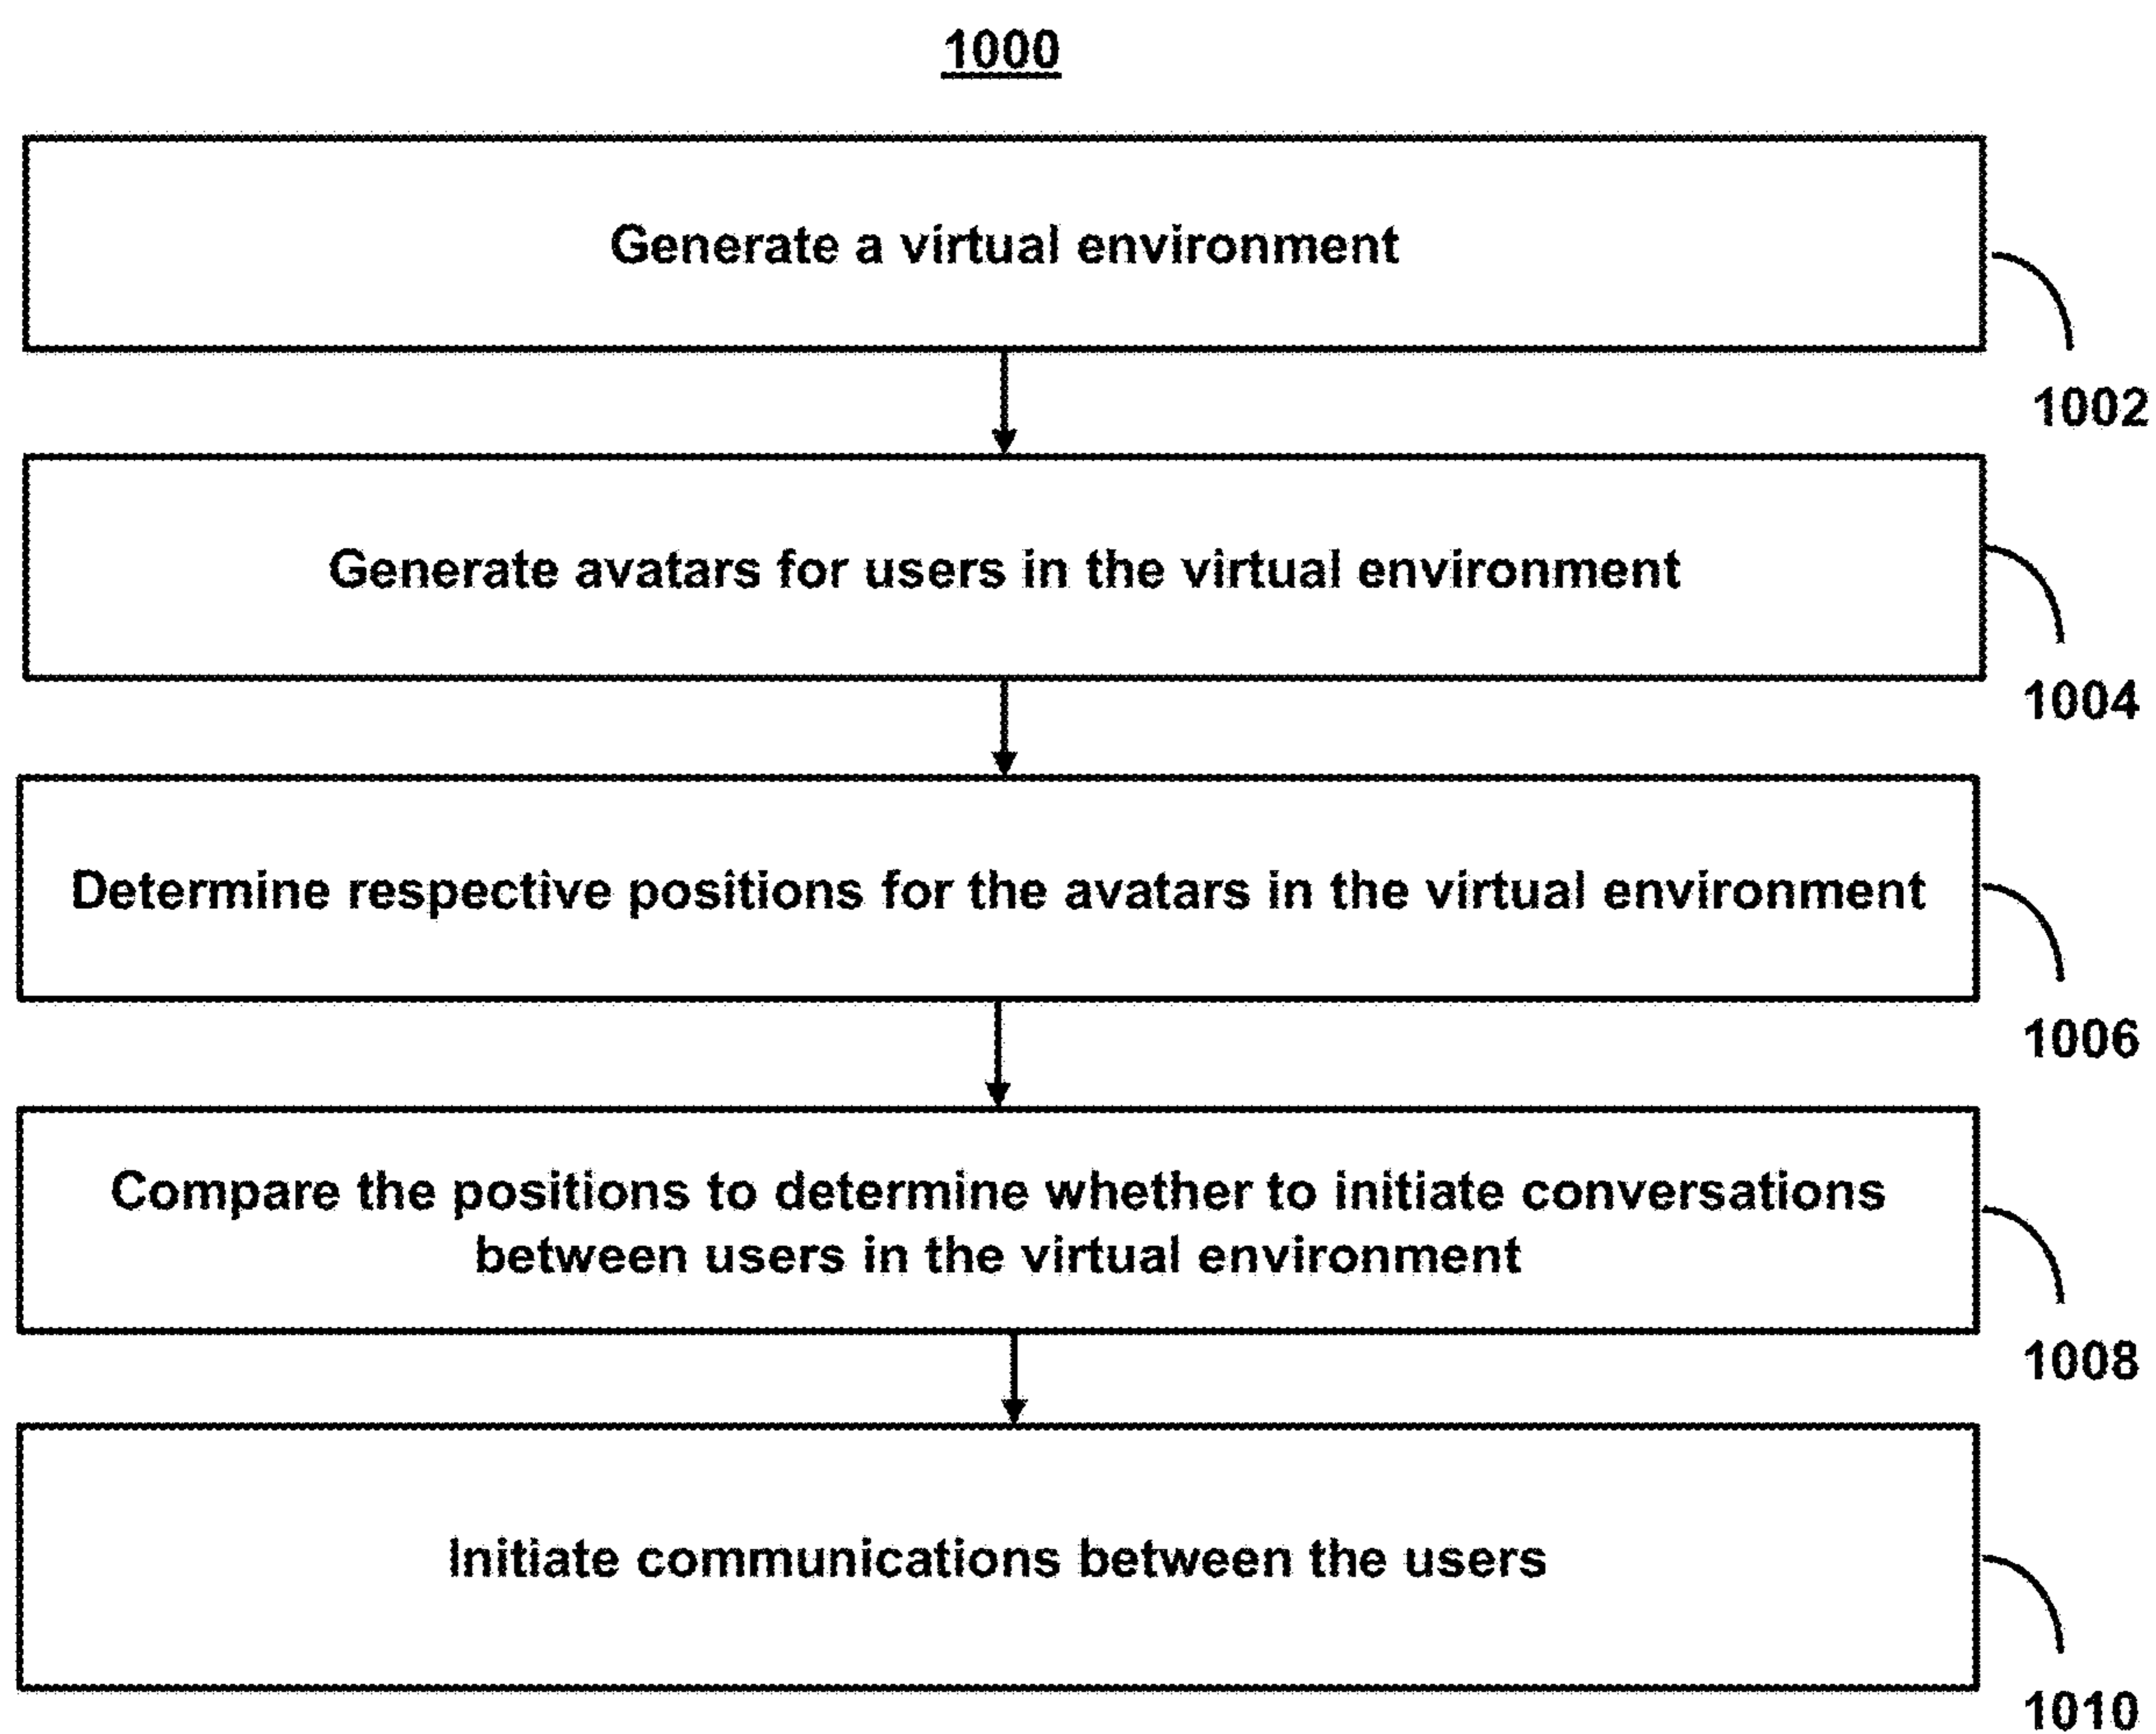 1000
Generate a virtual environment
1002
Generate avatars for users in the virtual environment
1004
Determine respective positions for the avatars in the virtual environment
1006
Compare the positions to determine whether to initiate conversations
between users in the virtual environment
1008
Initiate communications between the users
1010